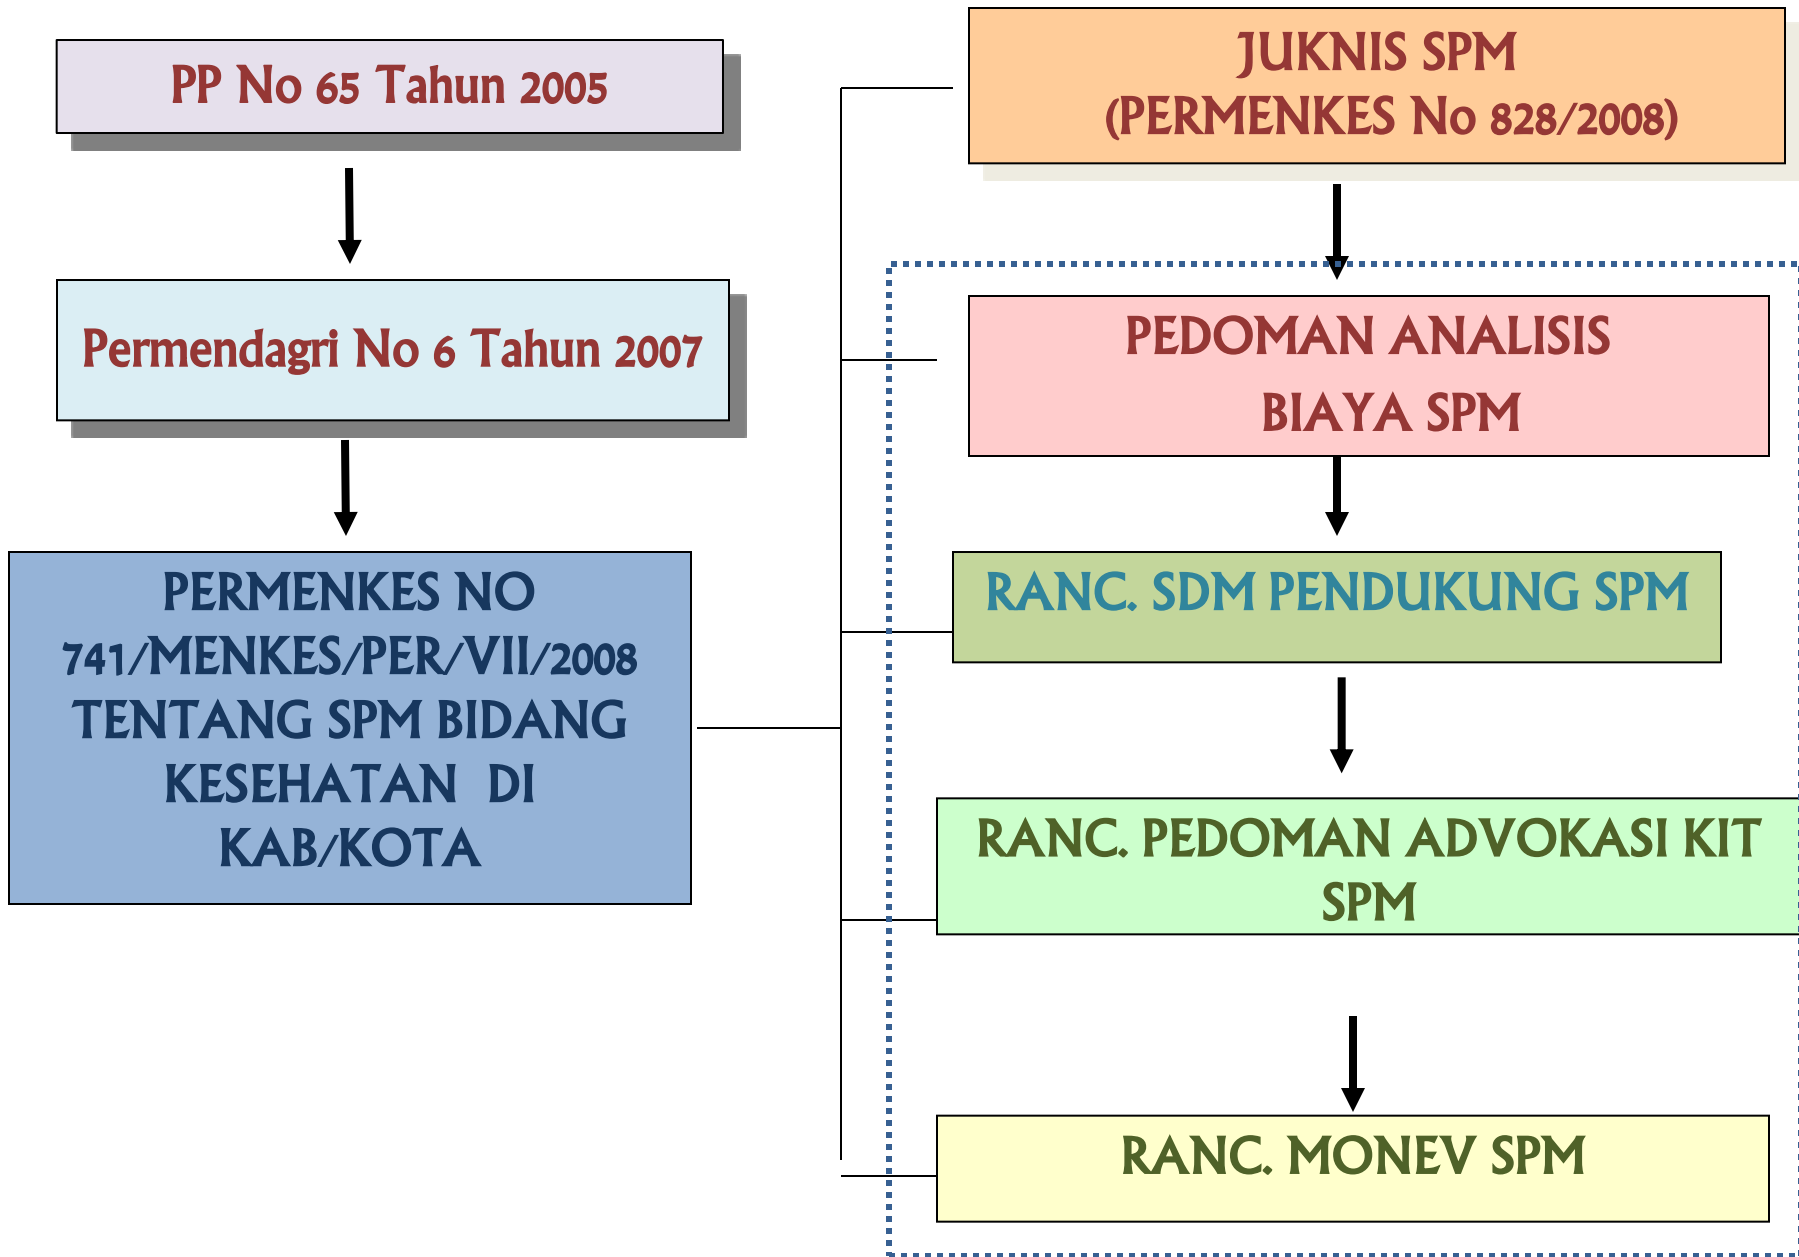 PP No 65 Tahun 2005
Permendagri No 6 Tahun 2007
PERMENKES NO
741/MENKES/PER/VII/2008
TENTANG SPM BIDANG
KESEHATAN DI
KAB/KOTA
JUKNIS SPM
(PERMENKES No 828/2008)
PEDOMAN ANALISIS
BIAYA SPM
RANC. SDM PENDUKUNG SPM
RANC. PEDOMAN ADVOKASI KIT
SPM
RANC. MONEV SPM